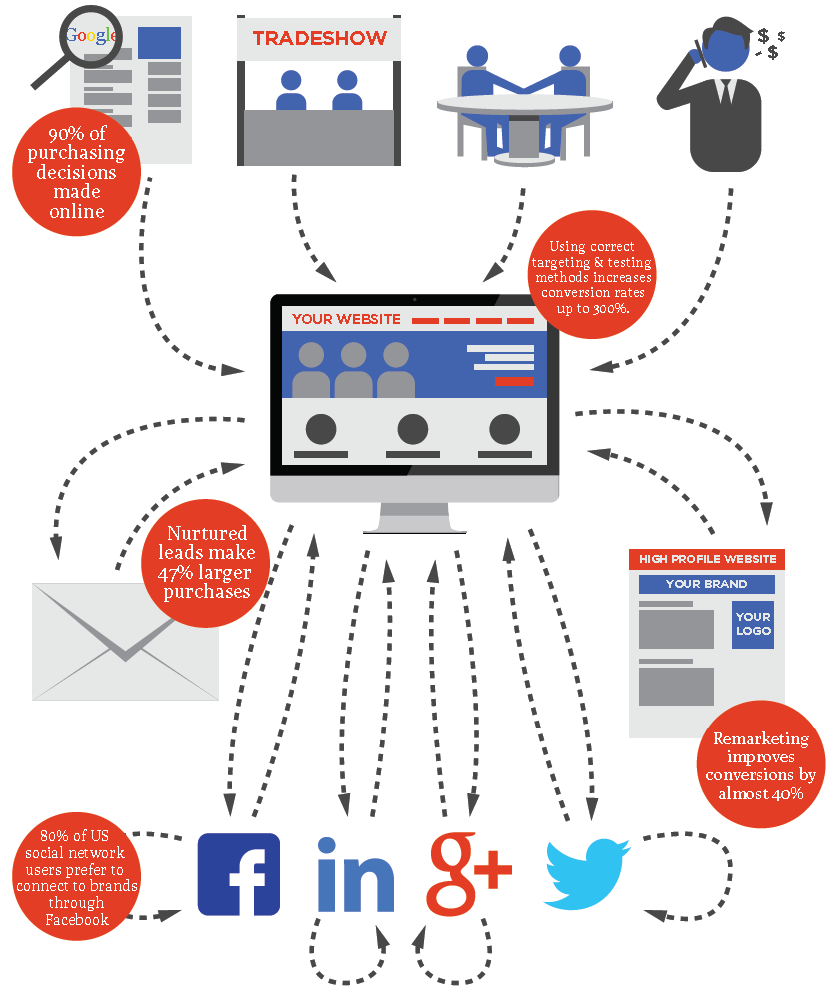 Google
TRADESHOW
$ $
$
90% of
purchasing
decisions
made
online
Using correct
targeting & testing
methods increases
conversion rates
up to 300%.
YOUR WEBSITE
Nurtured
leads make
47% larger
purchases
HIGH PROFILE WEBSITE
YOUR BRAND
YOUR
LOGO
Remarketing
improves
conversions by
almost 40%
80% of US
social network
users prefer to
connect to brands
through
Facebook
f
in
g+